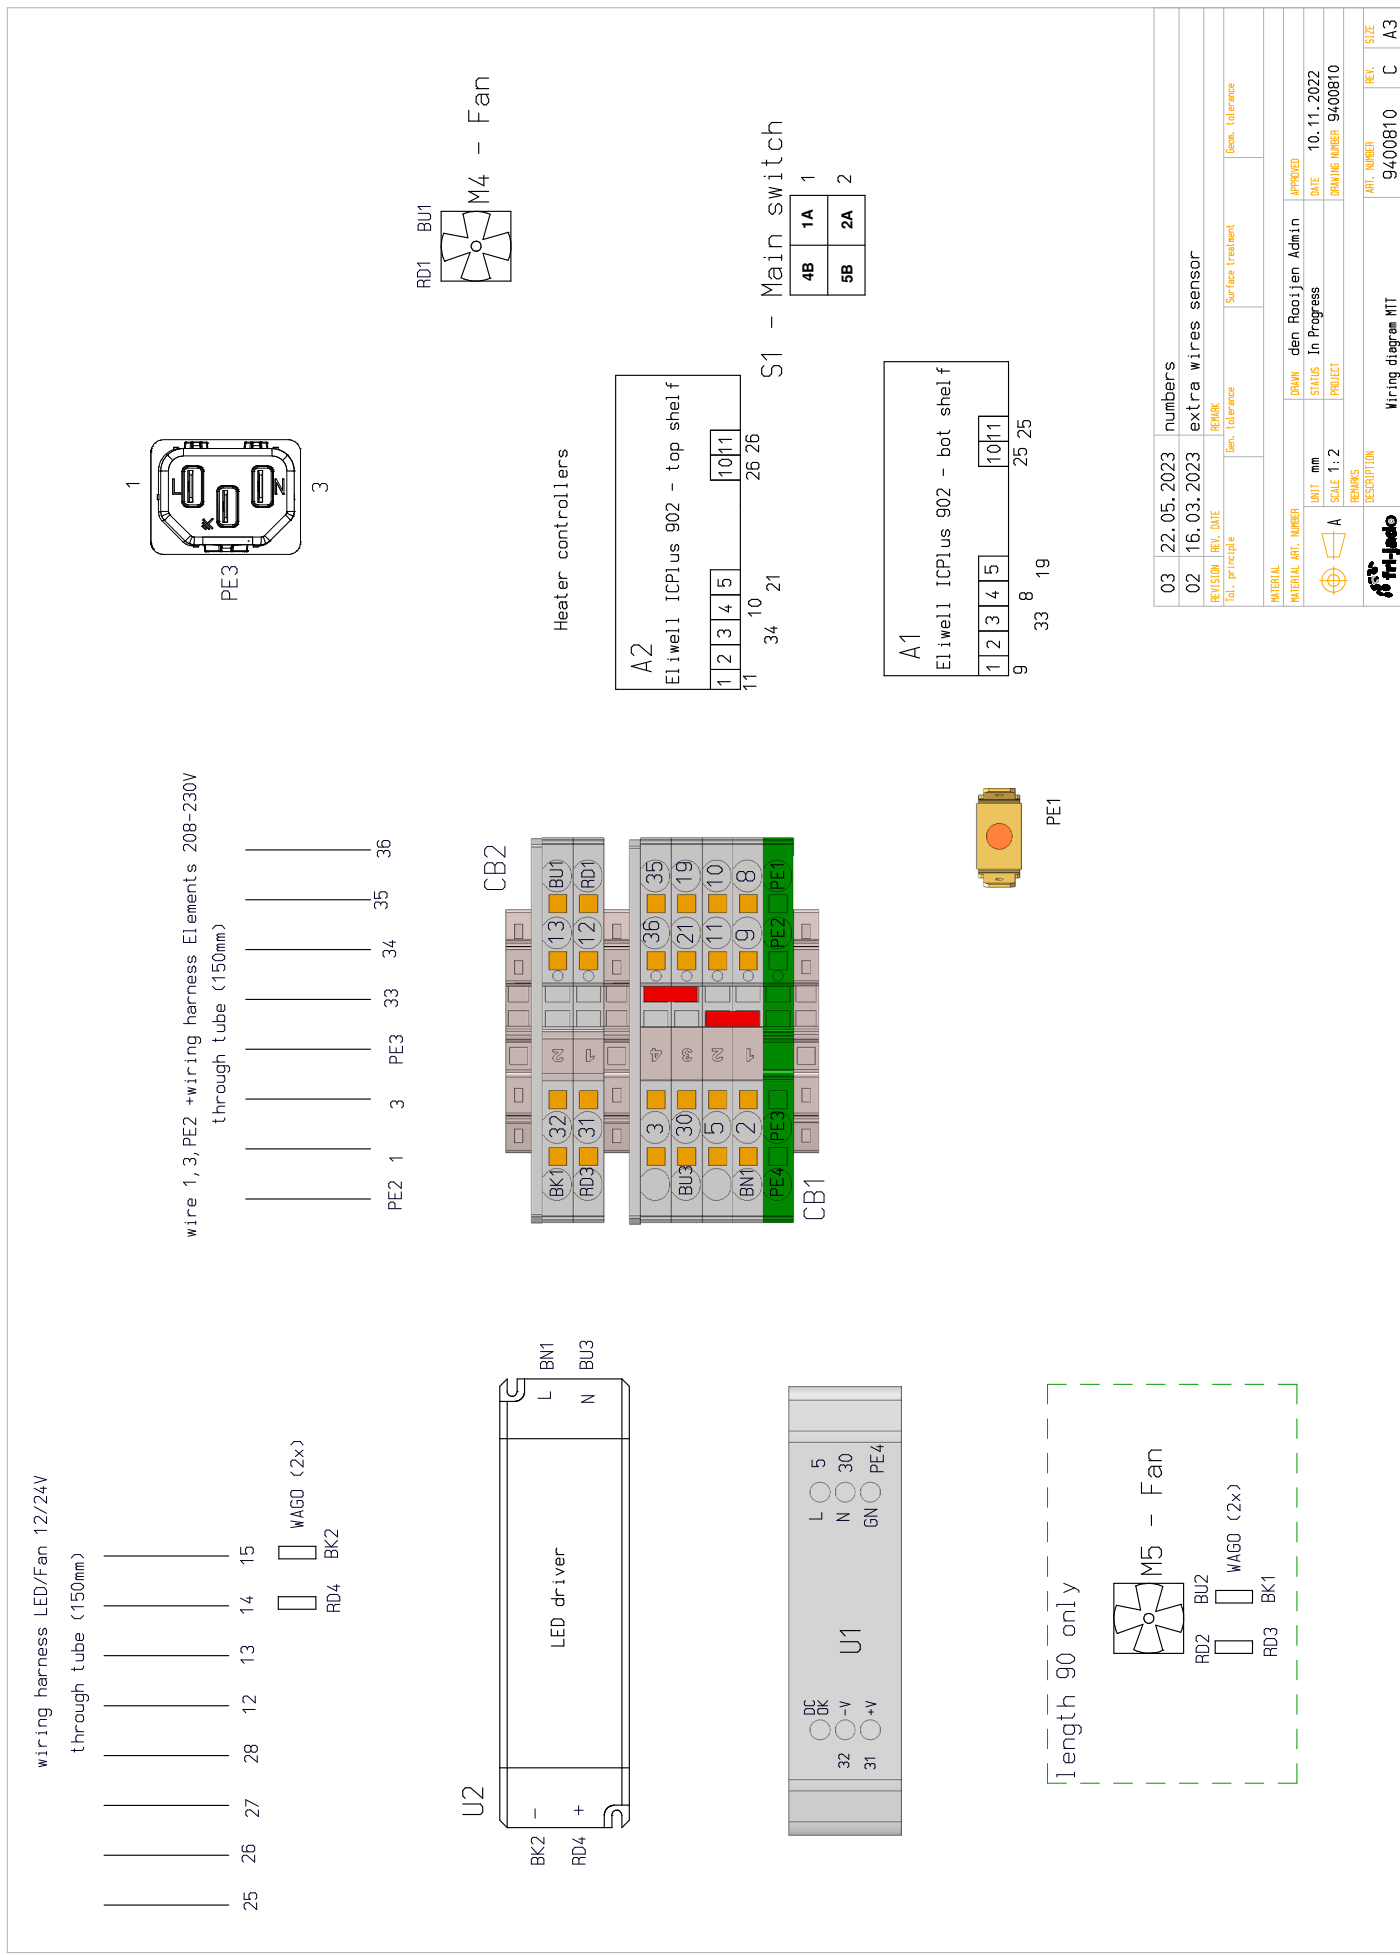 wiring harness LED/Fan 12/24V
through tube (150mm)
25
26
27
28
12
13
14
15
WAGO (2x)
RD4
BK2
wire 1,3,PE2 +wiring harness Elements 208-230V
through tube (150mm)
PE2
1
3
PE3
33
34
35
36
1
L
N
3
PE3
RD1
BU1
M4 - Fan
U2
BK2
-
RD4
+
LED driver
L
BN1
N
BU3
CB2
BK1
32
2
13
BU1
RD3
31
1
12
RD1
3
4
36
35
BU3
30
3
21
19
5
2
11
10
BN1
2
1
9
8
PE4
PE3
PE2
PE1
CB1
Heater controllers
A2
Eliwell ICPlus 902 - top shelf
1 2 3 4 5 10 11
11
34
10
21
26 26
S1 - Main switch
4B 1A 1
5B 2A 2
U1
DC
OK
32 -V
31 +V
L 5
N 30
GN PE4
A1
Eliwell ICPlus 902 - bot shelf
1 2 3 4 5 10 11
9
33
8
19
25 25
PE1
length 90 only
M5 - Fan
RD2
BU2
WAGO (2x)
RD3
BK1
03 22.05.2023 numbers
02 16.03.2023 extra wires sensor
REVISION REV. DATE REMARK
Tol. principle Gen. tolerance Surface treatment Geom. tolerance
MATERIAL
MATERIAL ART. NUMBER DRAWN den Rooijen Admin APPROVED
A UNIT mm STATUS In Progress DATE 10.11.2022
SCALE 1:2 PROJECT DRAWING NUMBER 9400810
REMARKS
fri-jado DESCRIPTION Wiring diagram MTT ART. NUMBER 9400810 REV. C SIZE A3